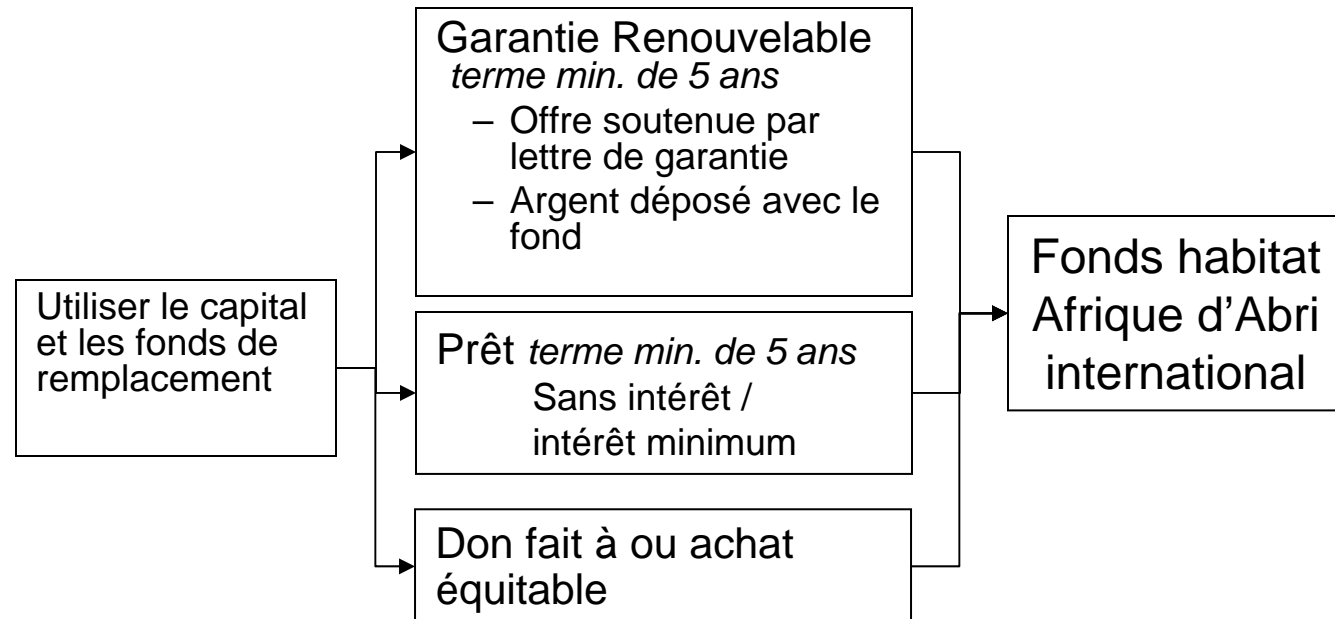 Utiliser le capital
et les fonds de
remplacement
Garantie Renouvelable
terme min. de 5 ans
– Offre soutenue par
lettre de garantie
– Argent déposé avec le
fond
Prêt terme min. de 5 ans
Sans intérêt /
intérêt minimum
Don fait à ou achat
équitable
Fonds habitat
Afrique d’Abri
international